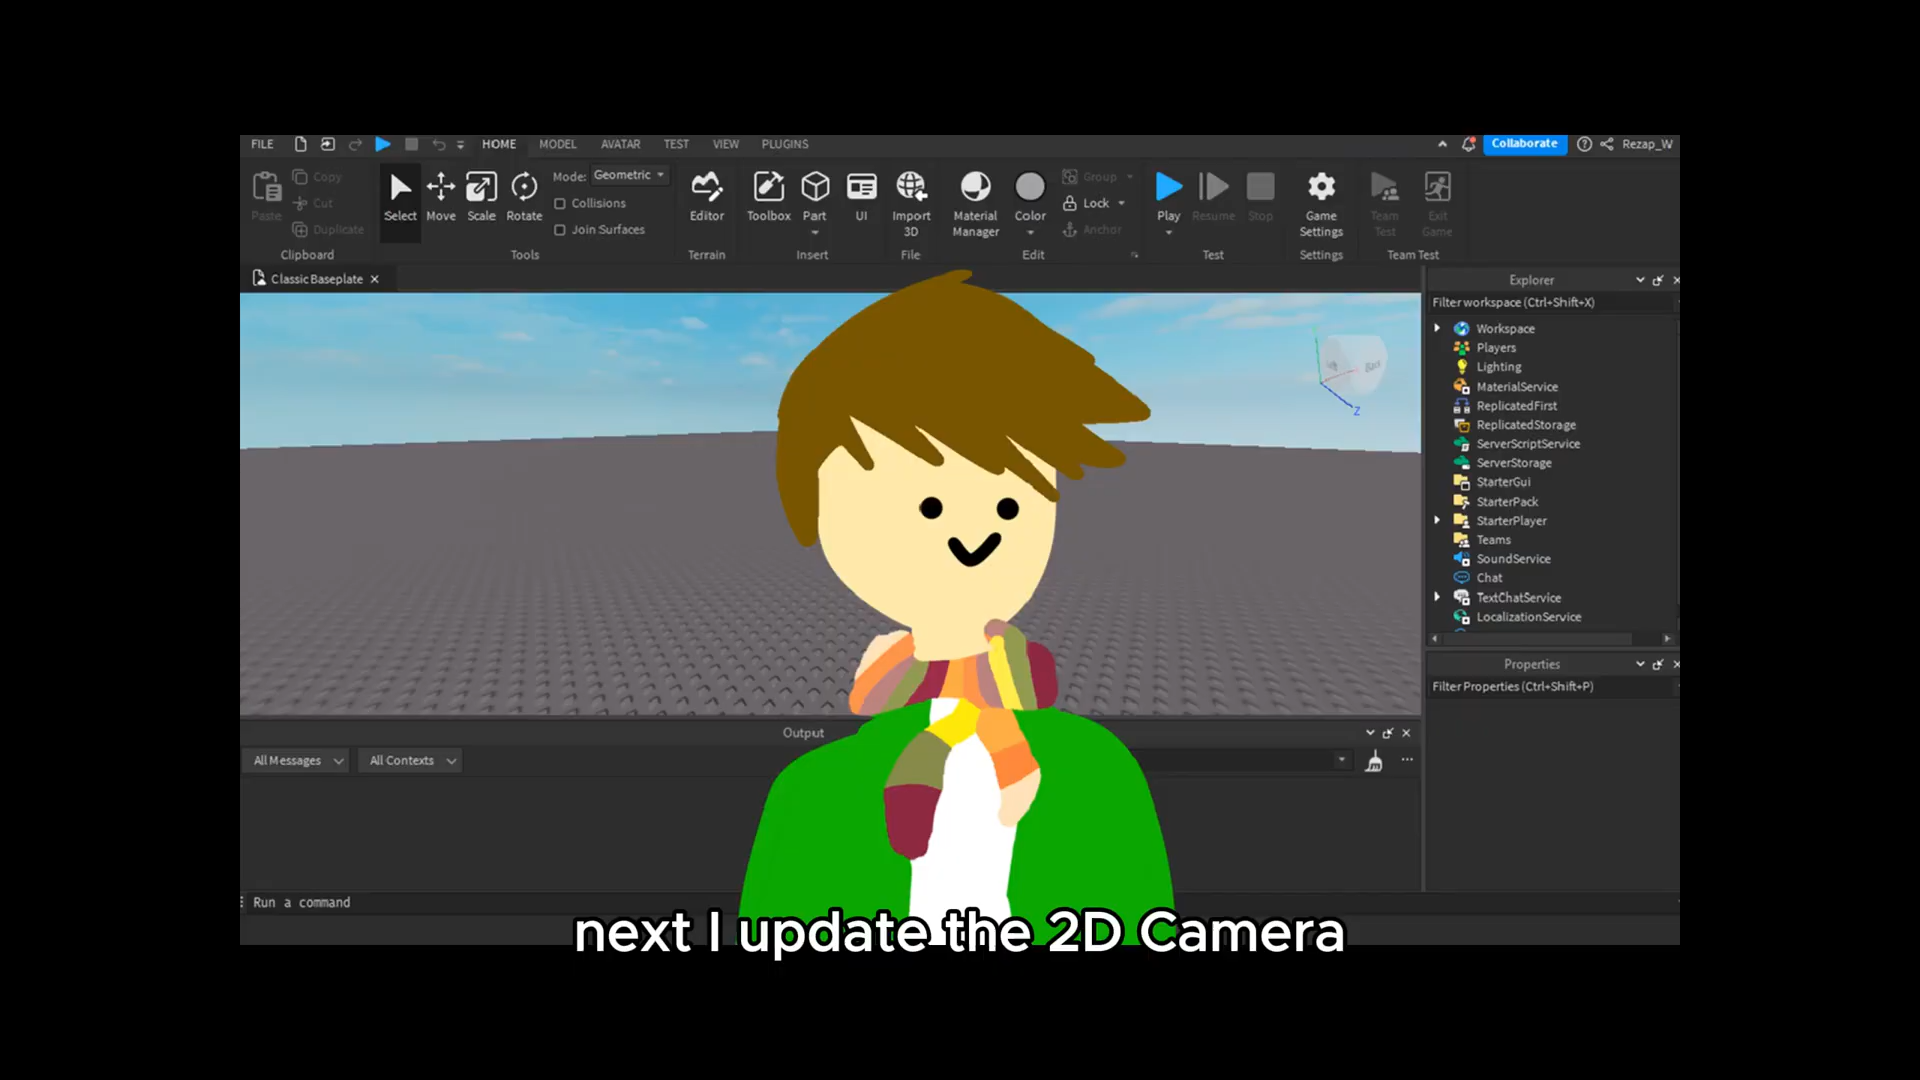 FILE HOME MODEL AVATAR TEST VIEW PLUGINS Collaborate Rezap_W
Paste Copy Cut Duplicate
Clipboard
Select Move Scale Rotate
Mode: Geometric
Collisions
Join Surfaces
Tools
Editor
Terrain
Toolbox Part UI
Insert
Import 3D
File
Material Manager Color
Group
Lock
Anchor
Edit
Play Resume Stop
Test
Game Settings
Settings
Team Test Exit Game
Team Test
Classic Baseplate
Back
Z
Explorer
Filter workspace (Ctrl+Shift+X)
Workspace
Players
Lighting
MaterialService
ReplicatedFirst
ReplicatedStorage
ServerScriptService
ServerStorage
StarterGui
StarterPack
StarterPlayer
Teams
SoundService
Chat
TextChatService
LocalizationService
Properties
Filter Properties (Ctrl+Shift+P)
Output
All Messages All Contexts
Run a command
next I update the 2D Camera